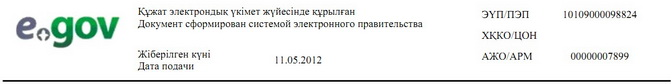 e.gov
Құжат электрондық үкімет жүйесінде құрылған
Документ сформирован системой электронного правительства
ЭҮП/ПЭП 10109000098824
ХҚКО/ЦОН
Жіберілген күні
Дата подачи 11.05.2012
АЖО/АРМ 00000007899